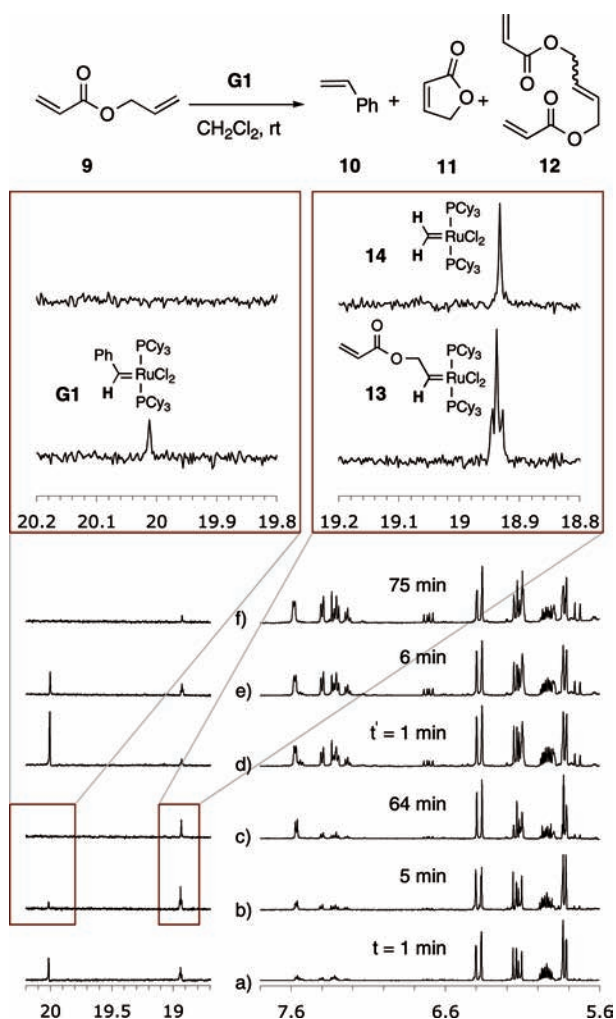 O
O
G1
CH2Cl2, rt
9
Ph
10
+
O
O
11
+
O
O
O
O
12
H
H
PCy3
RuCl2
PCy3
14
Ph
H
PCy3
RuCl2
PCy3
G1
O
O
H
PCy3
RuCl2
PCy3
13
20.2 20.1 20 19.9 19.8
19.2 19.1 19 18.9 18.8
f) 75 min
e) 6 min
d) t' = 1 min
c) 64 min
b) 5 min
a) t = 1 min
20 19.5 19 7.6 6.6 5.6